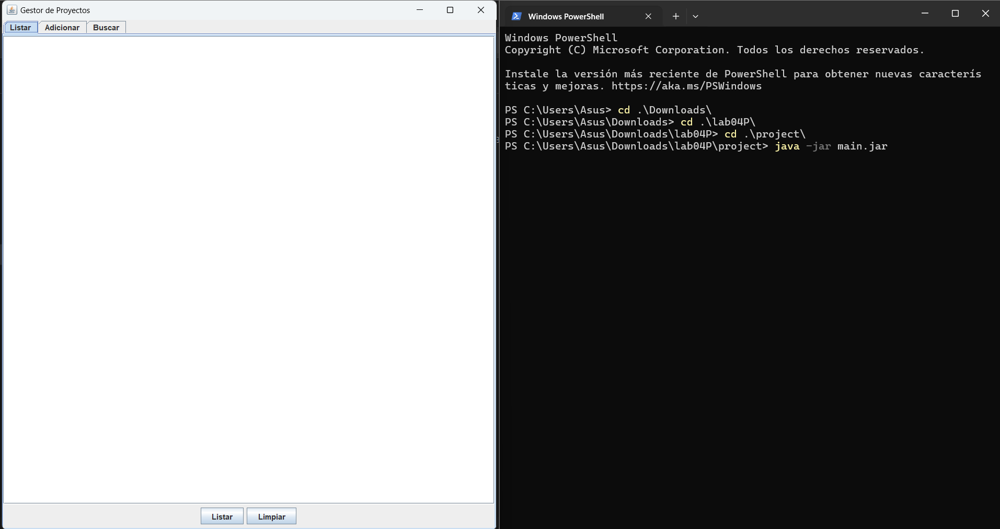 Gestor de Proyectos
Listar Adicionar Buscar
Listar Limpiar
Windows PowerShell
Windows PowerShell
Copyright (C) Microsoft Corporation. Todos los derechos reservados.
Instale la versión más reciente de PowerShell para obtener nuevas caracterís
ticas y mejoras. https://aka.ms/PSWindows
PS C:\Users\Asus> cd .\Downloads\
PS C:\Users\Asus\Downloads> cd .\lab04P\
PS C:\Users\Asus\Downloads\lab04P> cd .\project\
PS C:\Users\Asus\Downloads\lab04P\project> java -jar main.jar